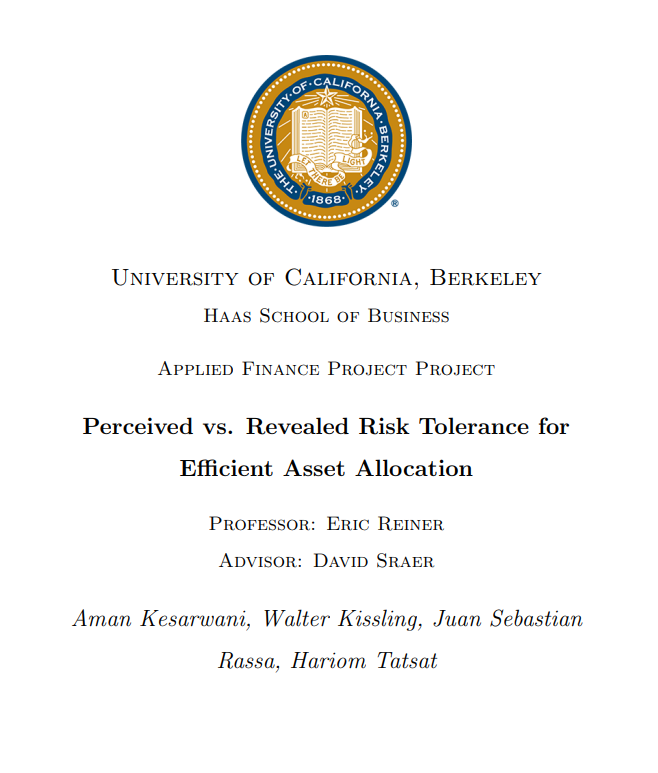 THE·UNIVERSITY·OF·CALIFORNIA·BERKELEY·
A
LET THERE BE LIGHT
·1868·
®
UNIVERSITY OF CALIFORNIA, BERKELEY
HAAS SCHOOL OF BUSINESS
APPLIED FINANCE PROJECT PROJECT
Perceived vs. Revealed Risk Tolerance for
Efficient Asset Allocation
PROFESSOR: ERIC REINER
ADVISOR: DAVID SRAER
Aman Kesarwani, Walter Kissling, Juan Sebastian
Rassa, Hariom Tatsat